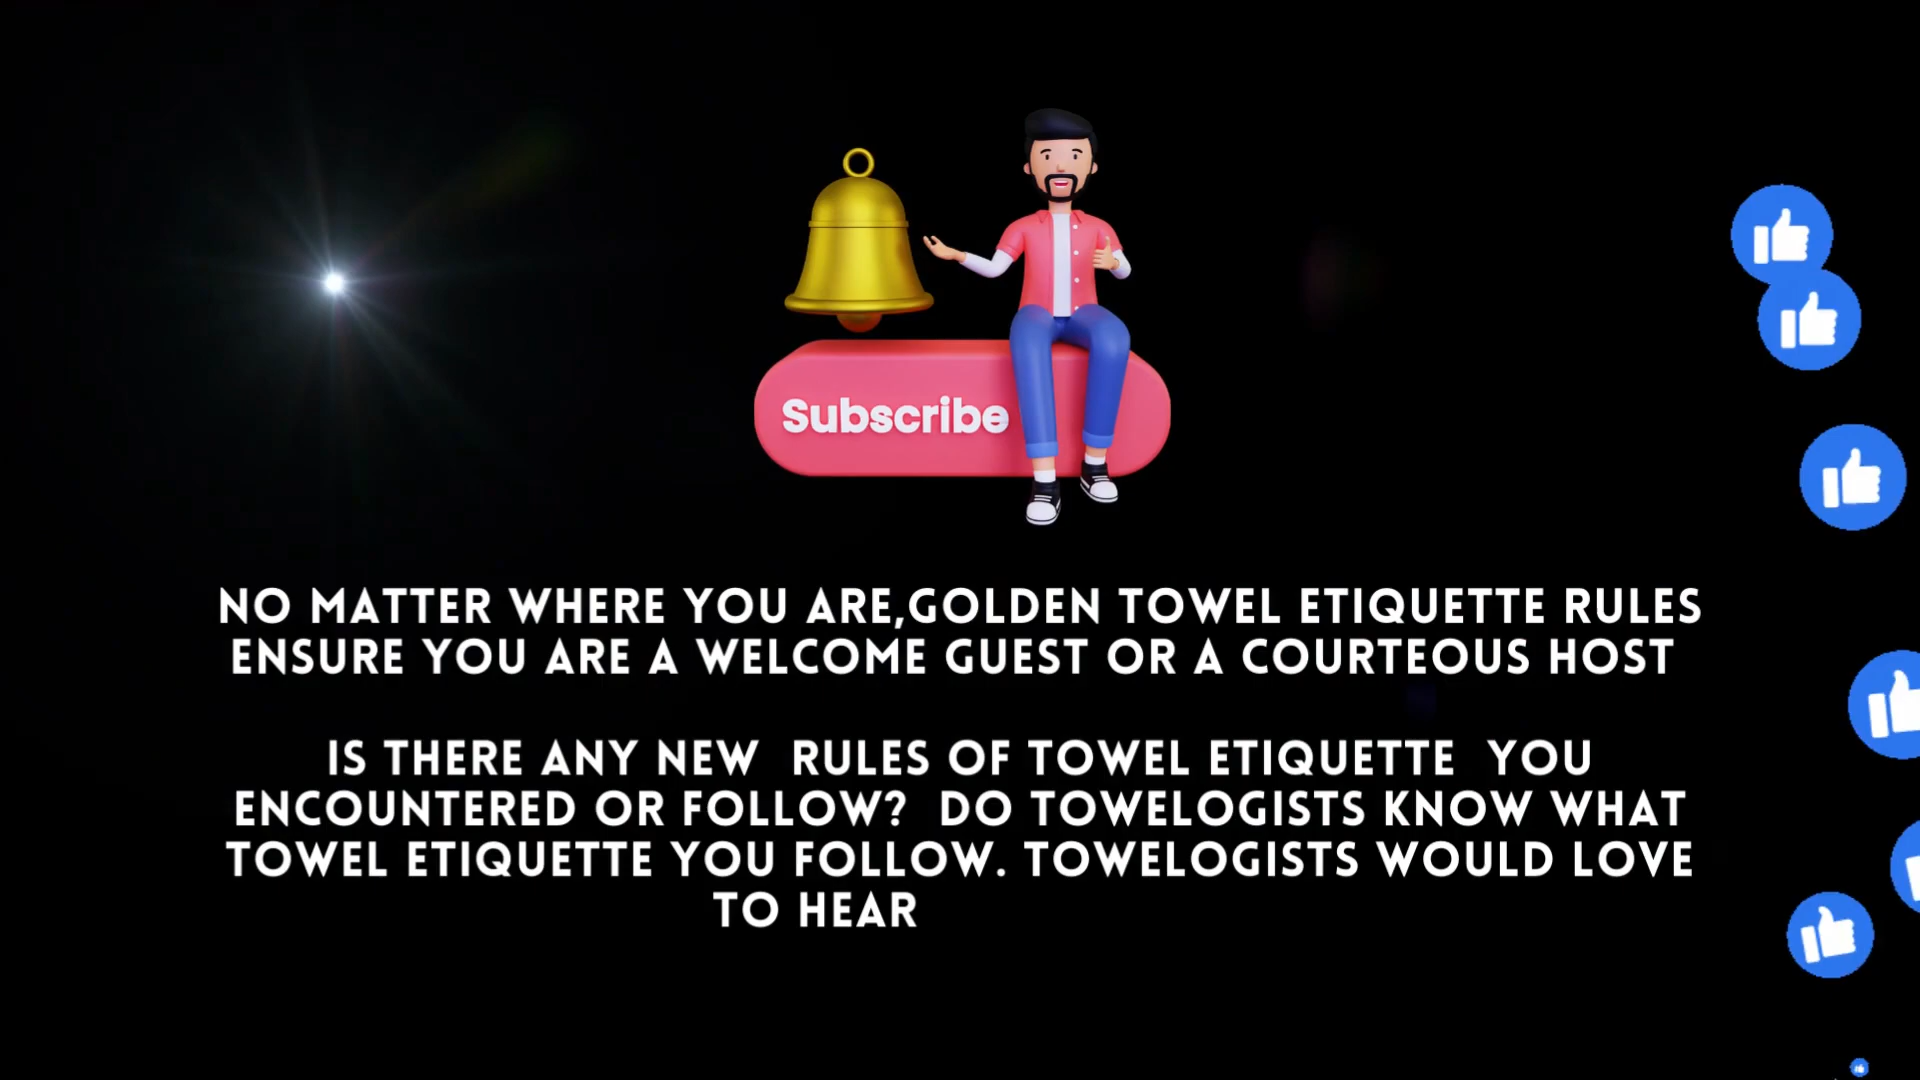 Subscribe
NO MATTER WHERE YOU ARE,GOLDEN TOWEL ETIQUETTE RULES
ENSURE YOU ARE A WELCOME GUEST OR A COURTEOUS HOST
IS THERE ANY NEW RULES OF TOWEL ETIQUETTE YOU
ENCOUNTERED OR FOLLOW? DO TOWELOGISTS KNOW WHAT
TOWEL ETIQUETTE YOU FOLLOW. TOWELOGISTS WOULD LOVE
TO HEAR